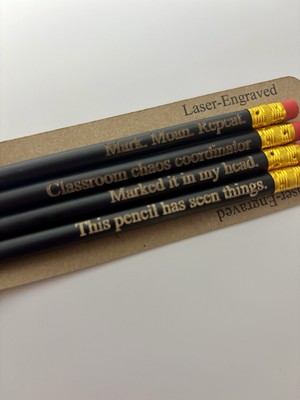 Laser-Engraved
Mark. Moan. Repeat.
Classroom chaos coordinator
Marked it in my head.
This pencil has seen things.
Laser-Engraved